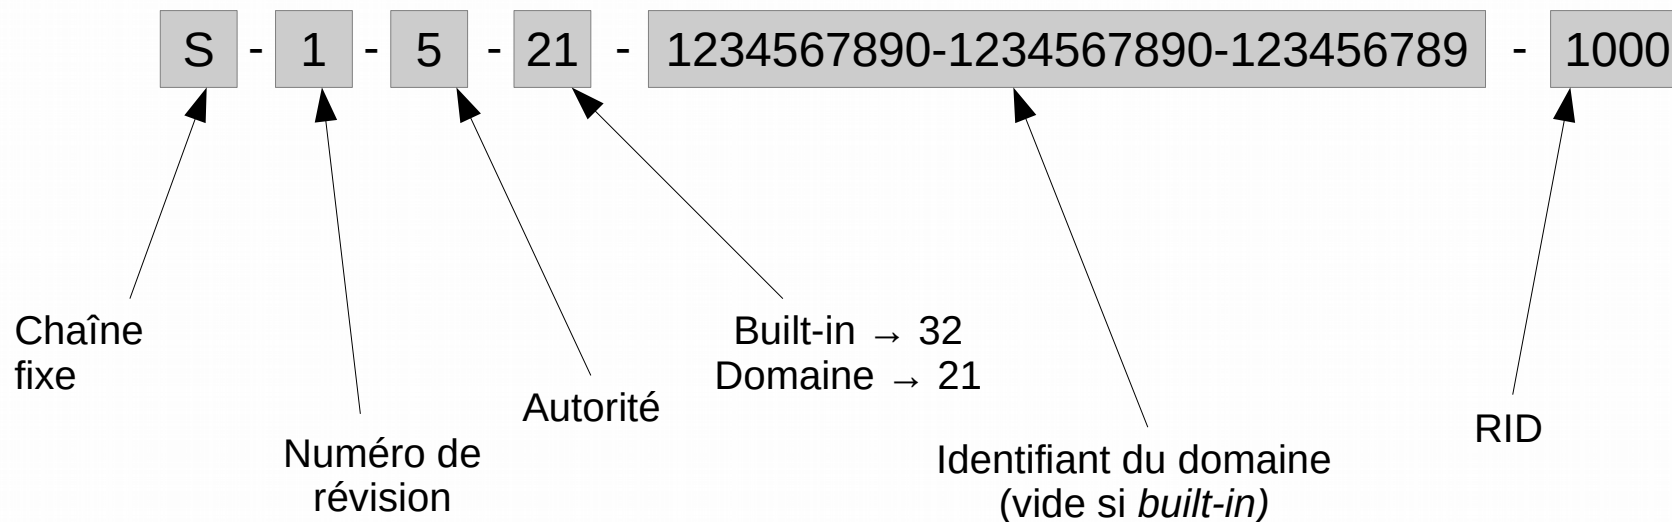 S - 1 - 5 - 21 - 1234567890-1234567890-123456789 - 1000
Chaîne
fixe
Numéro de
révision
Autorité
Built-in → 32
Domaine → 21
Identifiant du domaine
(vide si built-in)
RID